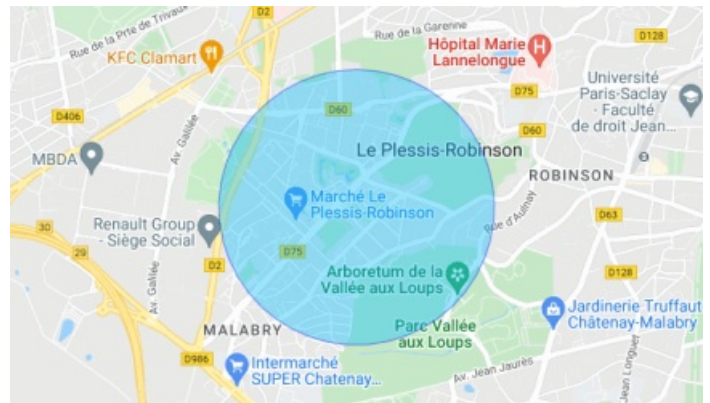 D2
Rue de la Prte de Trivaux
KFC Clamart
Rue de la Garenne
Hôpital Marie
Lannelongue
D128
Université
Paris-Saclay
- Faculté
de droit Jean...
D75
D60
D60
D406
Av. Galilée
MBDA
Le Plessis-Robinson
ROBINSON
Marché Le
Plessis-Robinson
Rue d'Aulnay
D63
30
29
Renault Group
- Siège Social
D75
D2
Av. Galilée
Arboretum de la
Vallée aux Loups
D128
Jardinerie Truffaut
Châtenay-Malabry
MALABRY
Parc Vallée
aux Loups
D986
Intermarché
SUPER Chatenay...
Av. Jean Jaurès
Jean Longuet